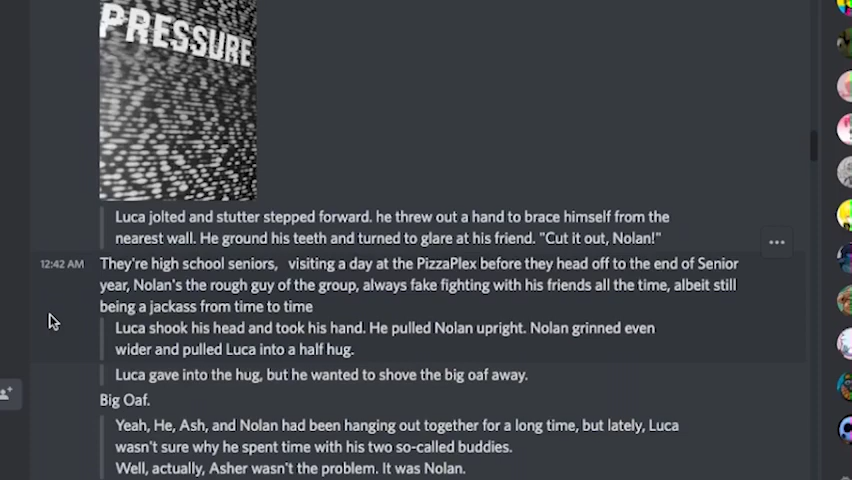 PRESSURE
Luca jolted and stutter stepped forward. he threw out a hand to brace himself from the
nearest wall. He ground his teeth and turned to glare at his friend. "Cut it out, Nolan!"
12:42 AM They're high school seniors, visiting a day at the PizzaPlex before they head off to the end of Senior
year, Nolan's the rough guy of the group, always fake fighting with his friends all the time, albeit still
being a jackass from time to time
Luca shook his head and took his hand. He pulled Nolan upright. Nolan grinned even
wider and pulled Luca into a half hug.
Luca gave into the hug, but he wanted to shove the big oaf away.
Big Oaf.
Yeah, He, Ash, and Nolan had been hanging out together for a long time, but lately, Luca
wasn't sure why he spent time with his two so-called buddies.
Well, actually, Asher wasn't the problem. It was Nolan.